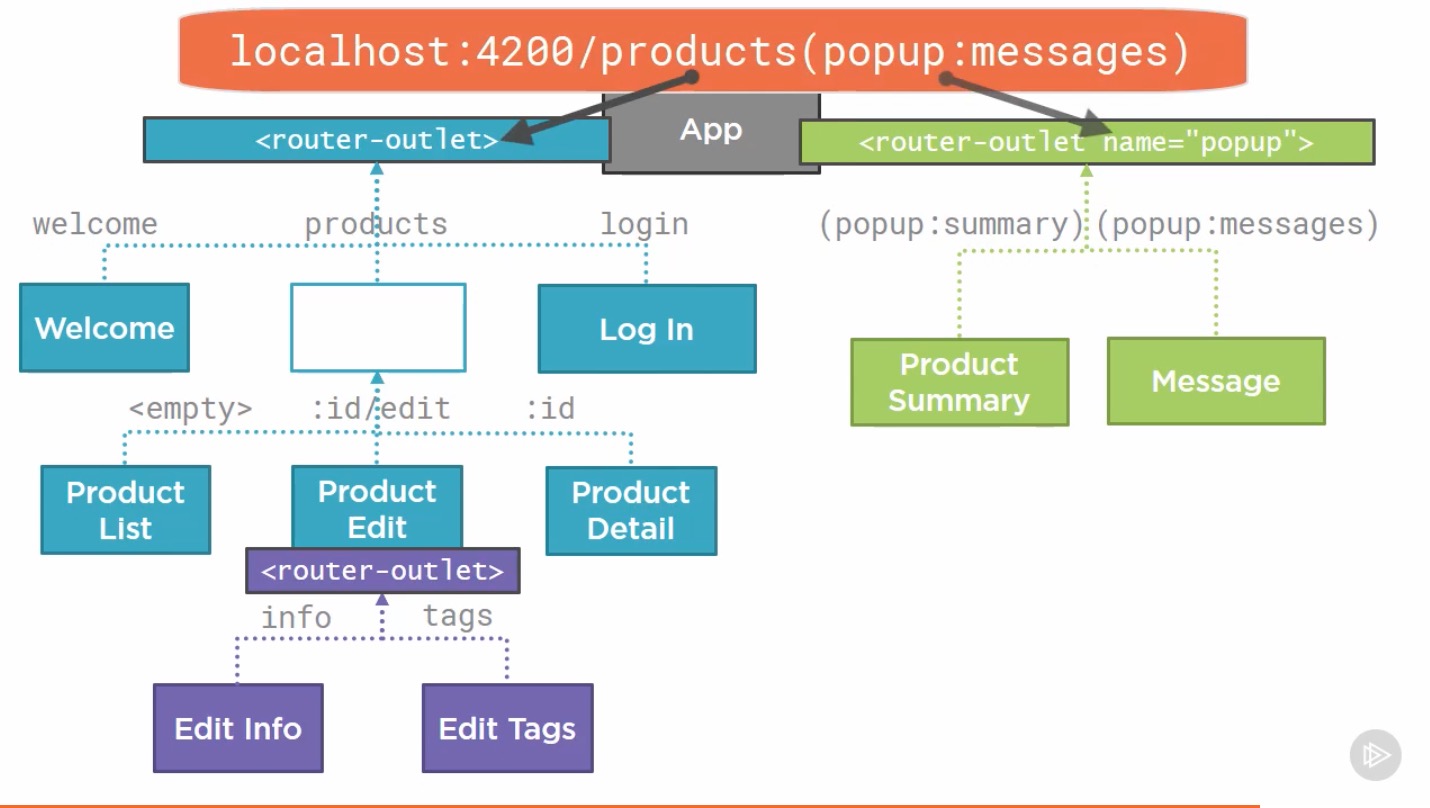 localhost:4200/products(popup:messages)
App
<router-outlet>
<router-outlet name="popup">
welcome
products
login
(popup:summary)
(popup:messages)
Welcome
Log In
Product
Summary
Message
<empty>
:id/edit
:id
Product
List
Product
Edit
Product
Detail
<router-outlet>
info
tags
Edit Info
Edit Tags